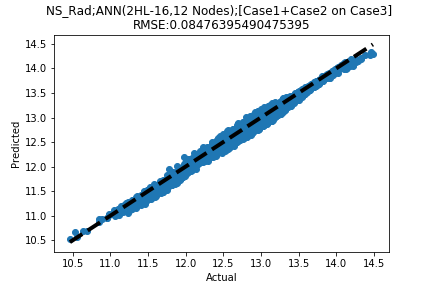 NS_Rad;ANN(2HL-16,12 Nodes);[Case1+Case2 on Case3]
RMSE:0.08476395490475395
14.5
14.0
13.5
13.0
12.5
12.0
11.5
11.0
10.5
Predicted
10.5 11.0 11.5 12.0 12.5 13.0 13.5 14.0 14.5
Actual